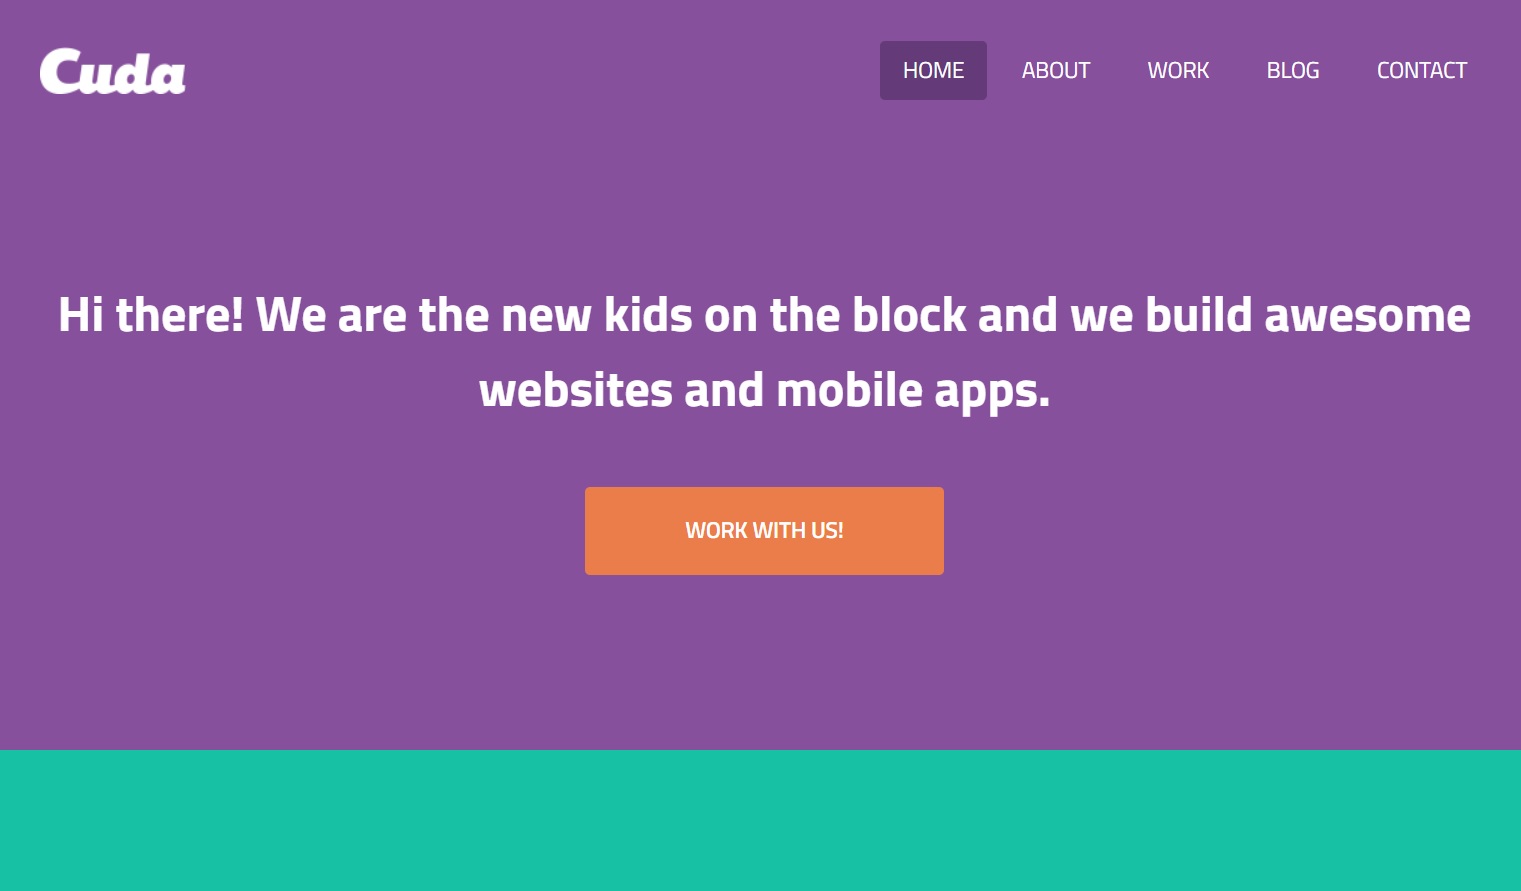 Cuda
HOME ABOUT WORK BLOG CONTACT
Hi there! We are the new kids on the block and we build awesome
websites and mobile apps.
WORK WITH US!